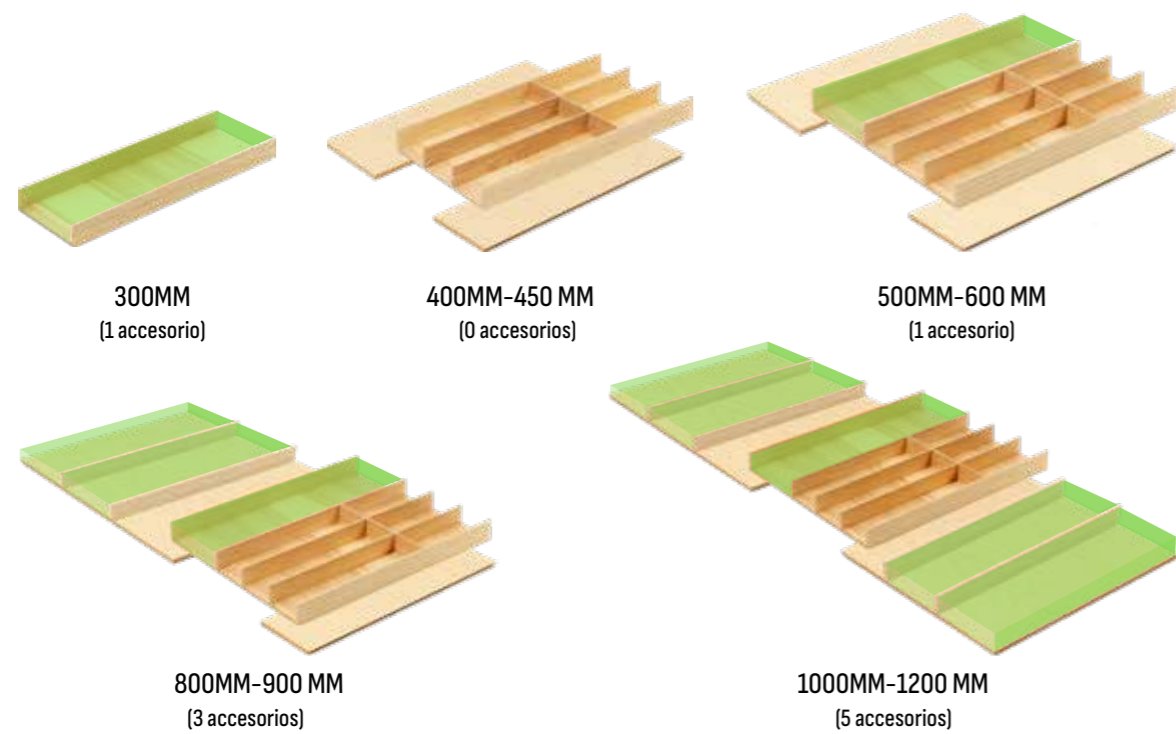 300MM
(1 accesorio)
400MM-450 MM
(0 accesorios)
500MM-600 MM
(1 accesorio)
800MM-900 MM
(3 accesorios)
1000MM-1200 MM
(5 accesorios)